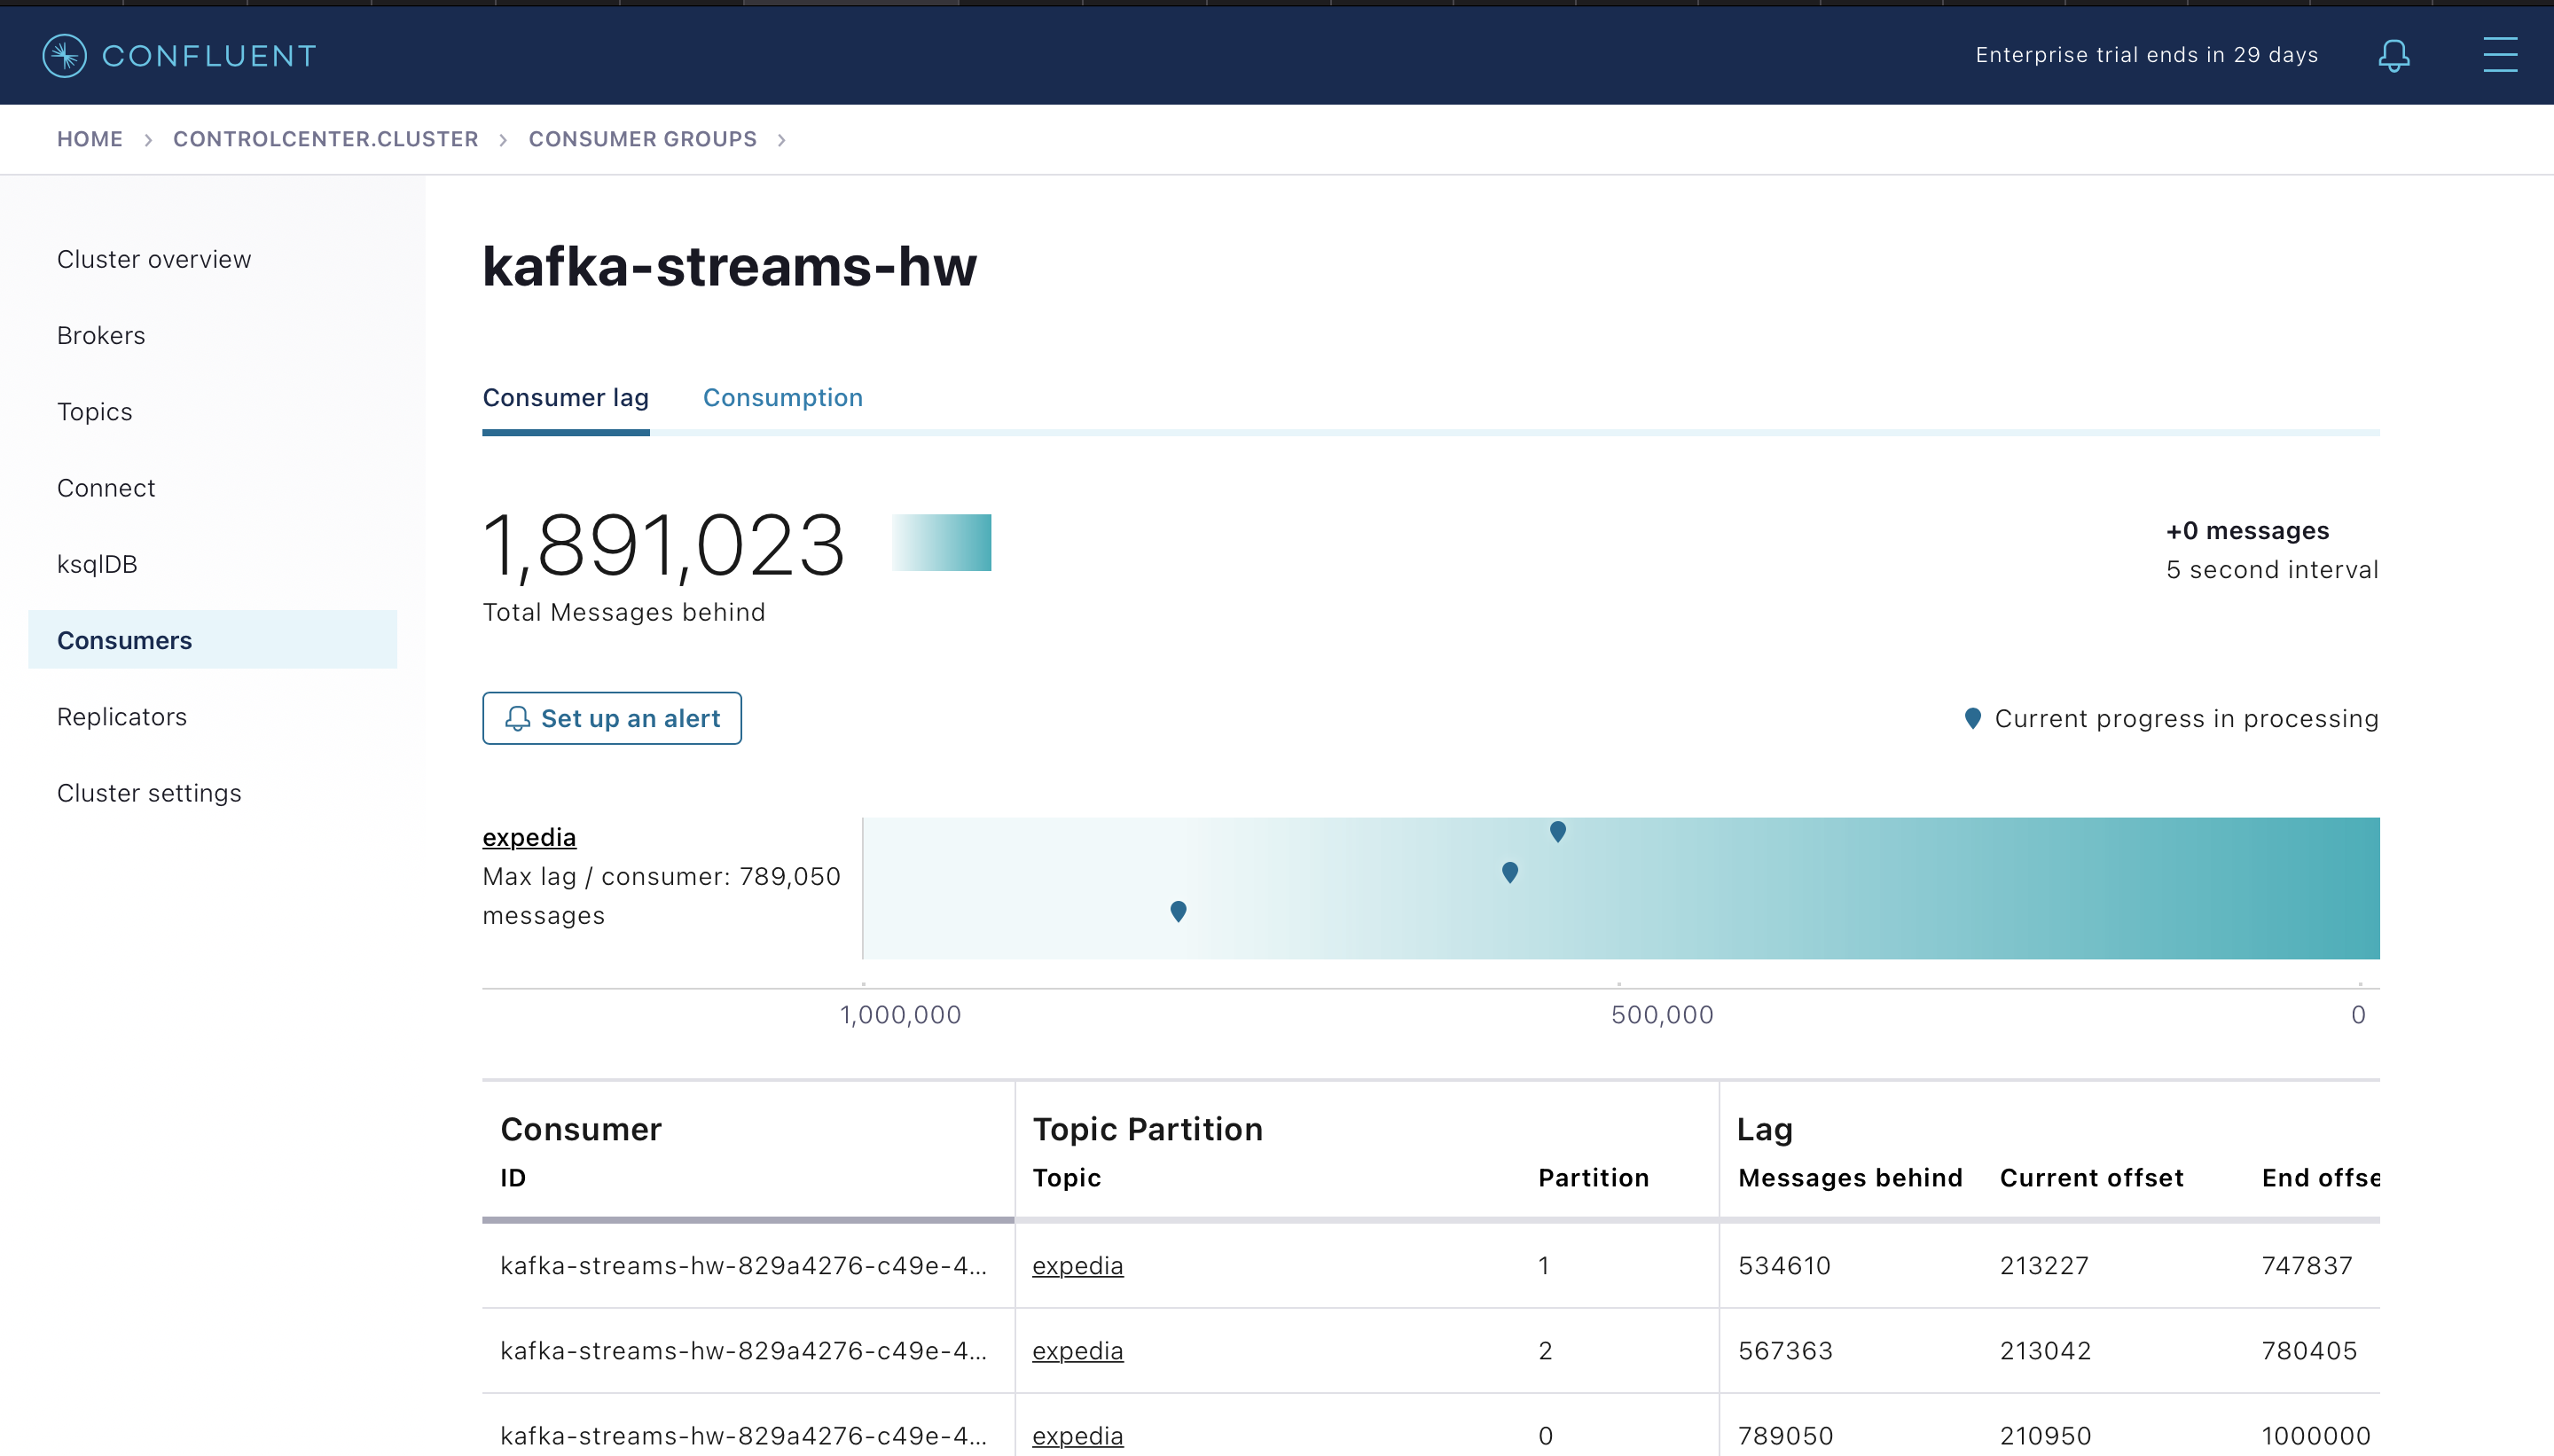 CONFLUENT
Enterprise trial ends in 29 days
HOME > CONTROLCENTER.CLUSTER > CONSUMER GROUPS >
Cluster overview
Brokers
Topics
Connect
ksqlDB
Consumers
Replicators
Cluster settings
kafka-streams-hw
Consumer lag Consumption
1,891,023
Total Messages behind
+0 messages
5 second interval
Set up an alert
Current progress in processing
expedia
Max lag / consumer: 789,050
messages
1,000,000 500,000 0
Consumer Topic Partition Lag
ID Topic Partition Messages behind Current offset End offse
kafka-streams-hw-829a4276-c49e-4... expedia 1 534610 213227 747837
kafka-streams-hw-829a4276-c49e-4... expedia 2 567363 213042 780405
kafka-streams-hw-829a4276-c49e-4... expedia 0 789050 210950 1000000